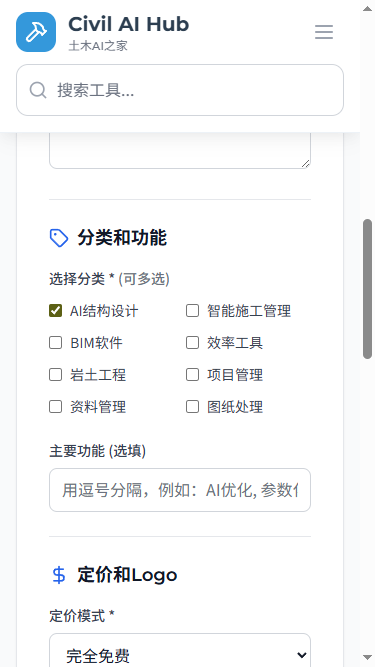 Civil AI Hub
土木AI之家
搜索工具...
分类和功能
选择分类 * (可多选)
AI结构设计
智能施工管理
BIM软件
效率工具
岩土工程
项目管理
资料管理
图纸处理
主要功能 (选填)
用逗号分隔，例如：AI优化, 参数
定价和Logo
定价模式 *
完全免费